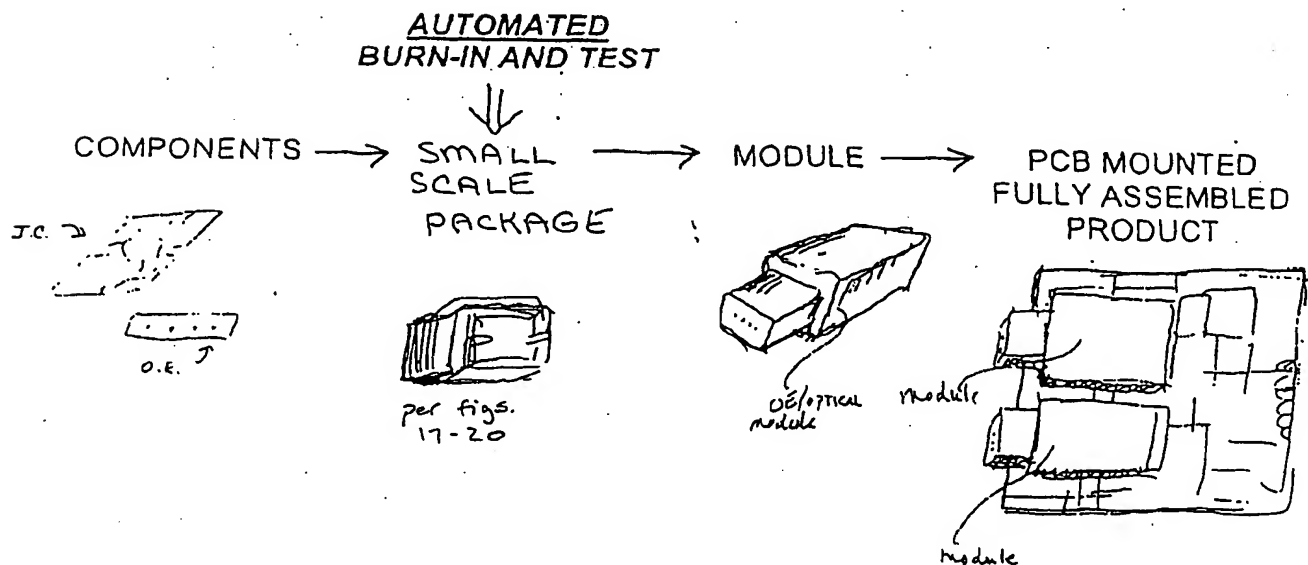 AUTOMATED
BURN-IN AND TEST
COMPONENTS
SMALL
SCALE
PACKAGE
MODULE
PCB MOUNTED
FULLY ASSEMBLED
PRODUCT
I.C.
O.E.
per figs.
17-20
OE/OPTICAL
module
module
module